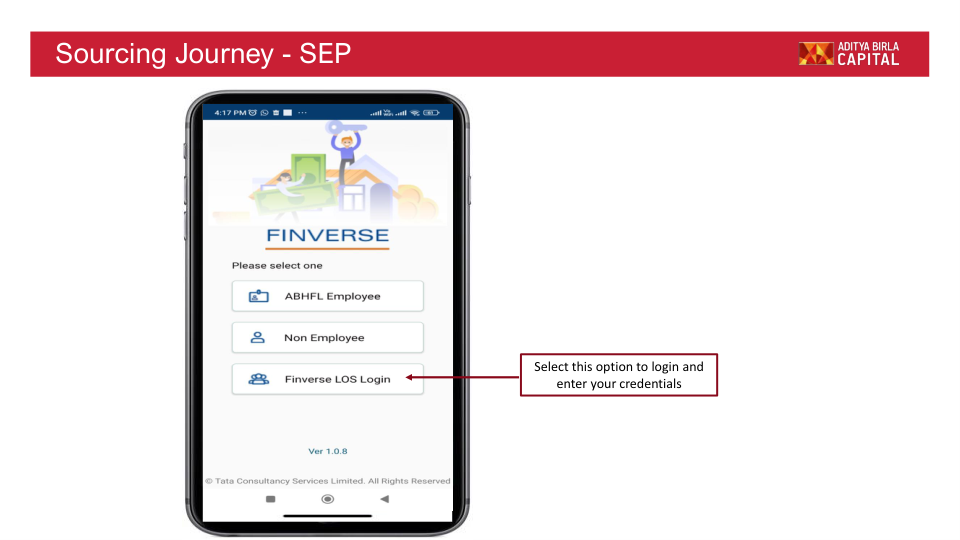 Sourcing Journey - SEP
ADITYA BIRLA
CAPITAL
4:17 PM
FINVERSE
Please select one
ABHFL Employee
Non Employee
Finverse LOS Login
Select this option to login and
enter your credentials
Ver 1.0.8
© Tata Consultancy Services Limited. All Rights Reserved